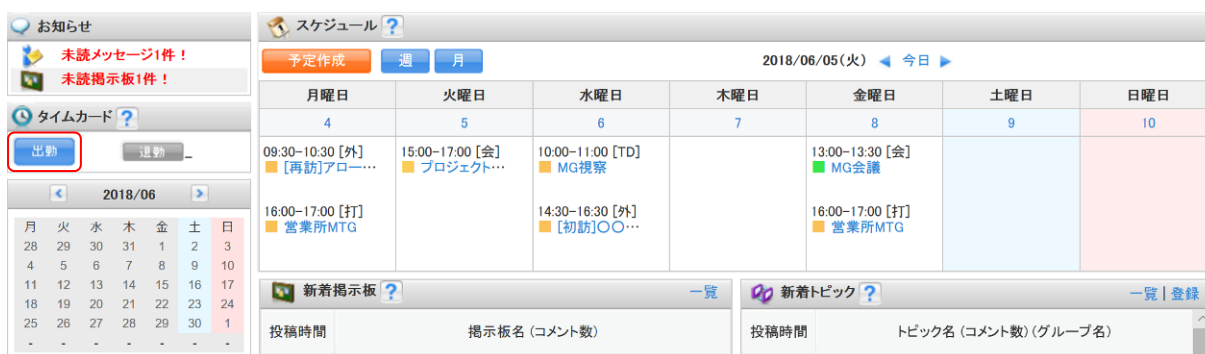 お知らせ
未読メッセージ1件！
未読掲示板1件！
タイムカード ?
出勤 退勤
2018/06
月 火 水 木 金 土 日
28 29 30 31 1 2 3
4 5 6 7 8 9 10
11 12 13 14 15 16 17
18 19 20 21 22 23 24
25 26 27 28 29 30 1
- - - - - - -
スケジュール ?
予定作成 週 月 2018/06/05(火) 今日
月曜日 火曜日 水曜日 木曜日 金曜日 土曜日 日曜日
4 5 6 7 8 9 10
09:30-10:30 [外] 15:00-17:00 [会] 10:00-11:00 [TD] 13:00-13:30 [会]
[再訪]アロー… プロジェクト… MG視察 MG会議
16:00-17:00 [打] 14:30-16:30 [外] 16:00-17:00 [打]
営業所MTG [初訪]〇〇… 営業所MTG
新着掲示板 ? 一覧
投稿時間 掲示板名 (コメント数)
新着トピック ? 一覧 | 登録
投稿時間 トピック名 (コメント数) (グループ名)